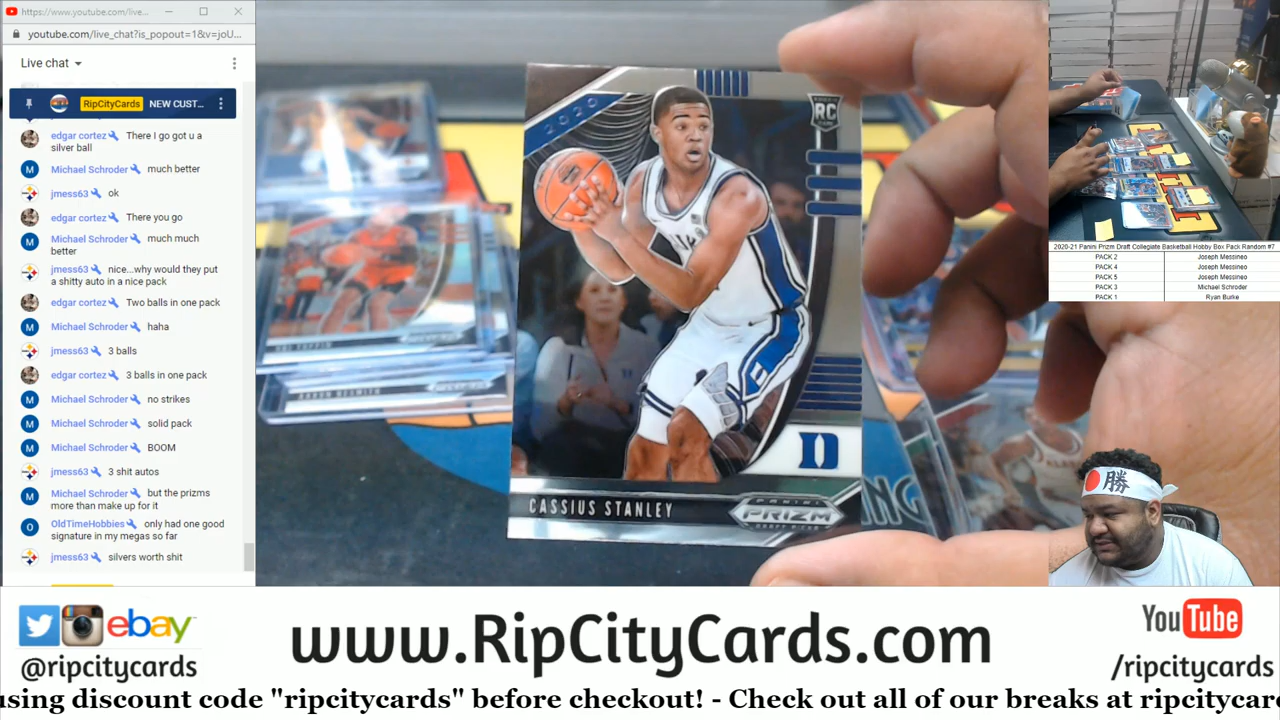 https://www.youtube.com/live...
youtube.com/live_chat?is_popout=1&v=joU...
Live chat
RipCityCards NEW CUST...
edgar cortez There I go got u a
silver ball
Michael Schroder much better
jmess63 ok
edgar cortez There you go
Michael Schroder much much
better
jmess63 nice...why would they put
a shitty auto in a nice pack
edgar cortez Two balls in one pack
Michael Schroder haha
jmess63 3 balls
edgar cortez 3 balls in one pack
Michael Schroder no strikes
Michael Schroder solid pack
Michael Schroder BOOM
jmess63 3 shit autos
Michael Schroder but the prizms
more than make up for it
OldTimeHobbies only had one good
signature in my megas so far
jmess63 silvers worth shit
2020
RC
D
CASSIUS STANLEY
PANINI
PRIZM
DRAFT PICKS
OBI TOPPIN
AARON NESMITH
2020-21 Panini Prizm Draft Collegiate Basketball Hobby Box Pack Random #7
PACK 2 Joseph Messineo
PACK 4 Joseph Messineo
PACK 5 Joseph Messineo
PACK 3 Michael Schroder
PACK 1 Ryan Burke
勝
ebay
@ripcitycards
www.RipCityCards.com
YouTube
/ripcitycards
using discount code "ripcitycards" before checkout! - Check out all of our breaks at ripcitycar